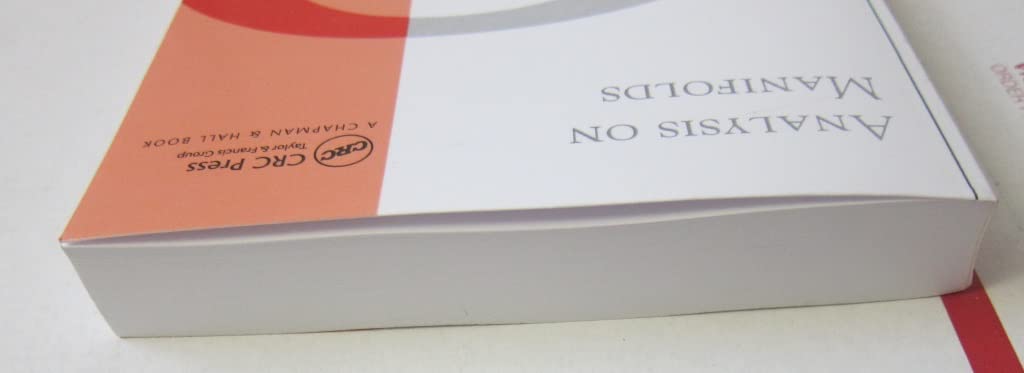 ANALYSIS ON
MANIFOLDS
CRC
CRC Press
Taylor & Francis Group
A CHAPMAN & HALL BOOK